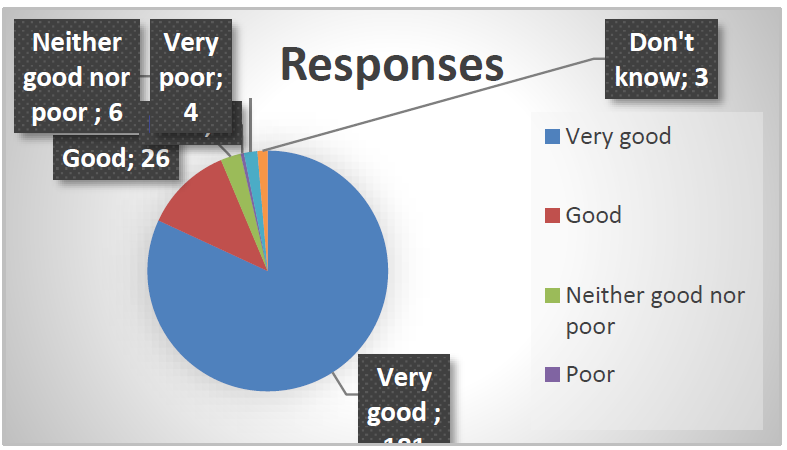 Responses
Neither
good nor
poor ; 6
Very
poor;
4
Don't
know; 3
Good; 26
Very
good ;
Very good
Good
Neither good nor
poor
Poor